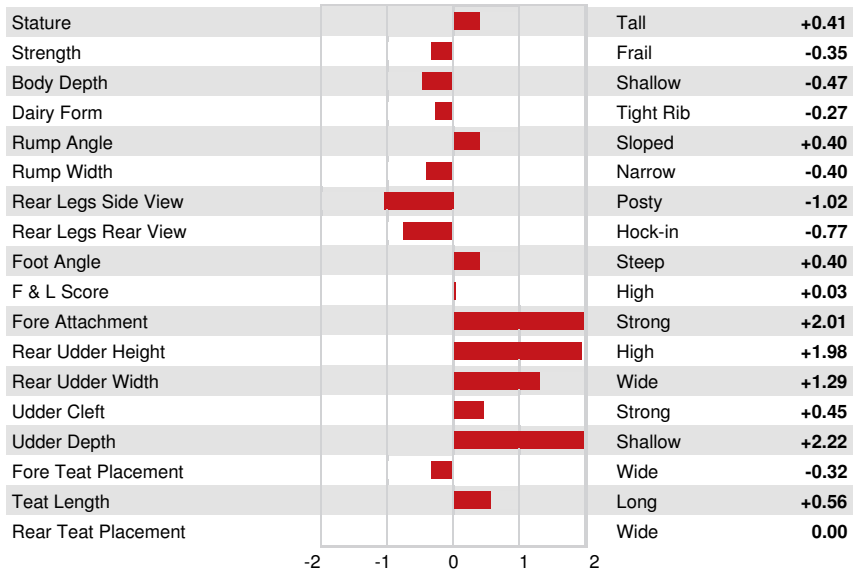 Stature Tall +0.41
Strength Frail -0.35
Body Depth Shallow -0.47
Dairy Form Tight Rib -0.27
Rump Angle Sloped +0.40
Rump Width Narrow -0.40
Rear Legs Side View Posty -1.02
Rear Legs Rear View Hock-in -0.77
Foot Angle Steep +0.40
F & L Score High +0.03
Fore Attachment Strong +2.01
Rear Udder Height High +1.98
Rear Udder Width Wide +1.29
Udder Cleft Strong +0.45
Udder Depth Shallow +2.22
Fore Teat Placement Wide -0.32
Teat Length Long +0.56
Rear Teat Placement Wide 0.00
-2 -1 0 1 2